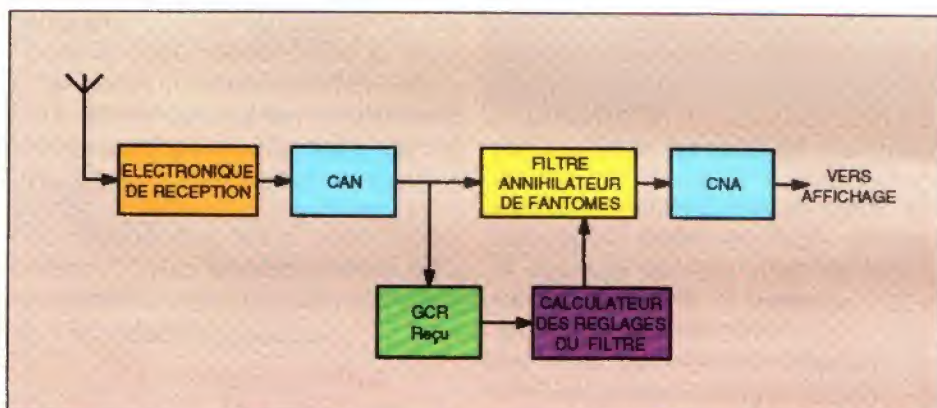 ELECTRONIQUE
DE RECEPTION
CAN
FILTRE
ANNIHILATEUR
DE FANTOMES
CNA
VERS
AFFICHAGE
GCR
Reçu
CALCULATEUR
DES REGLAGES
DU FILTRE